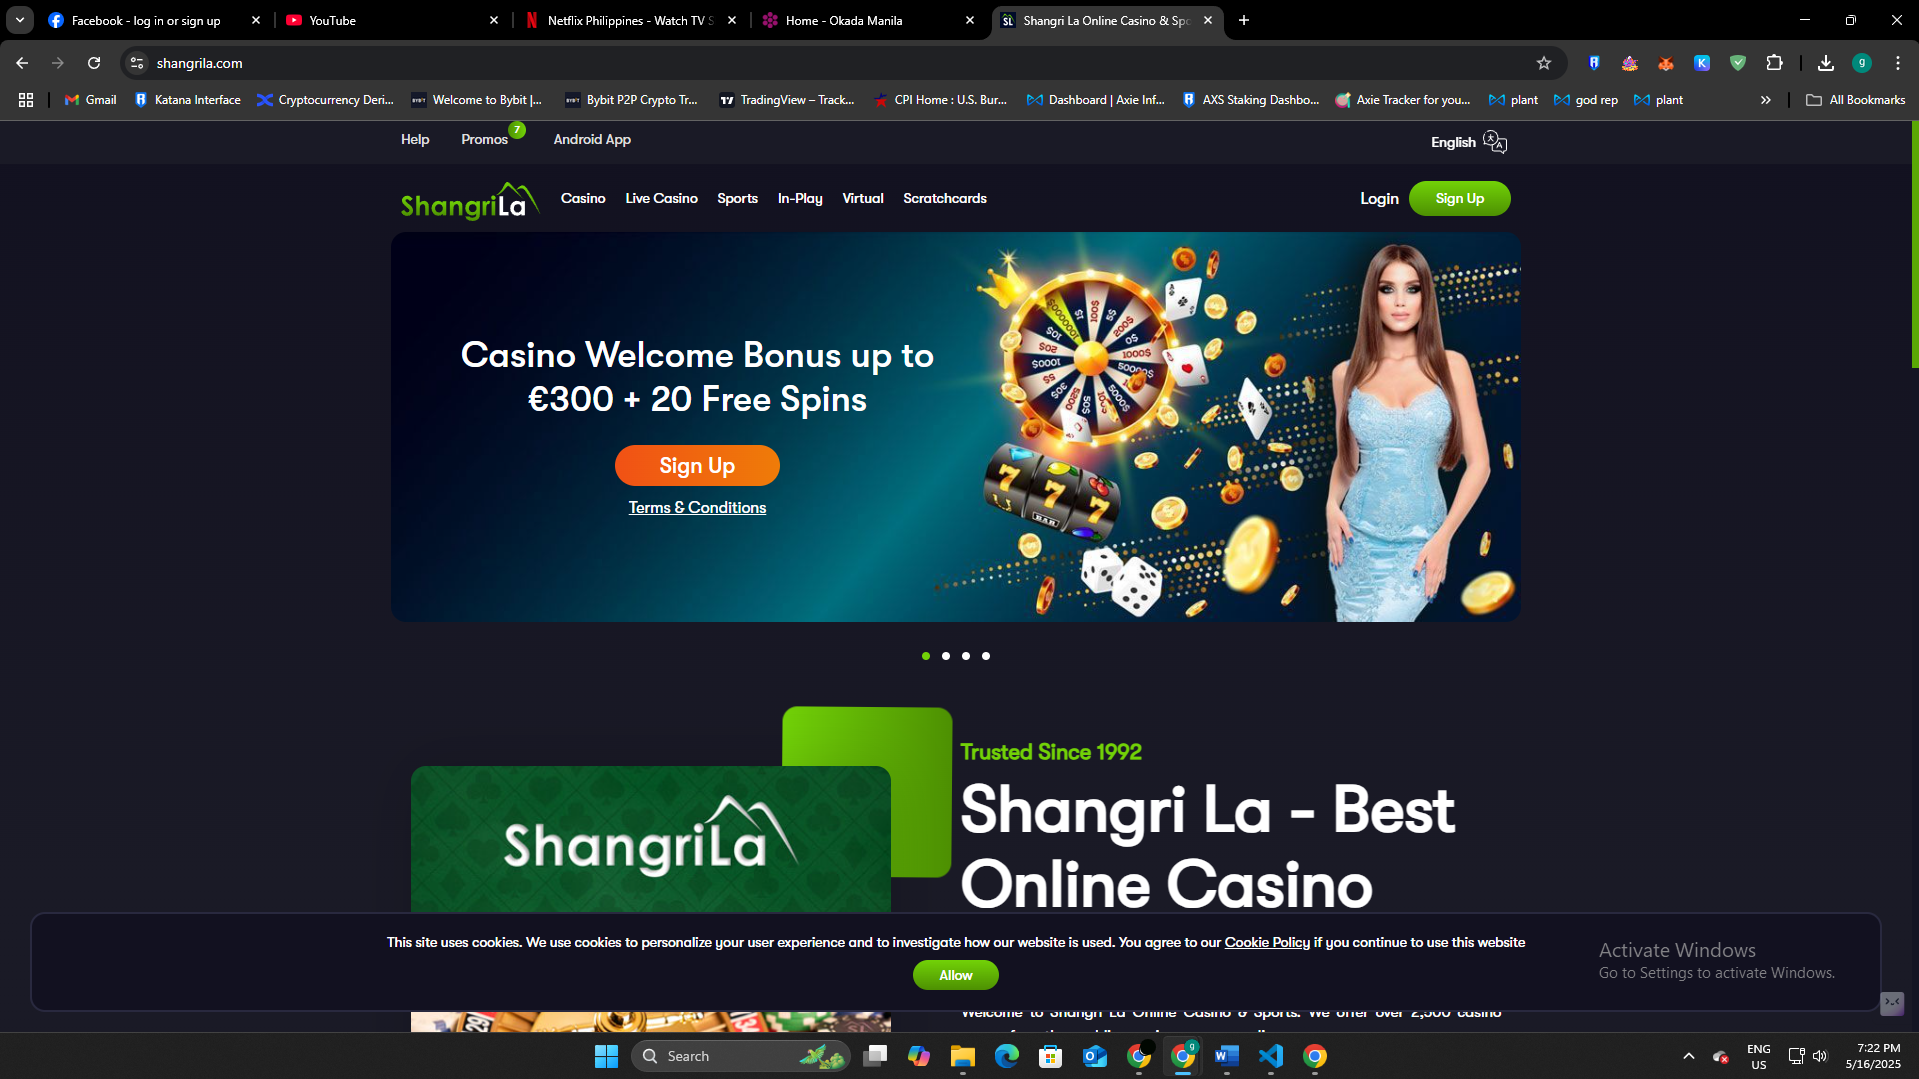 Facebook - log in or sign up
YouTube
Netflix Philippines - Watch TV S
Home - Okada Manila
Shangri La Online Casino & Spo
shangrila.com
Gmail
Katana Interface
Cryptocurrency Deri...
Welcome to Bybit |...
Bybit P2P Crypto Tr...
TradingView – Track...
CPI Home : U.S. Bur...
Dashboard | Axie Inf...
AXS Staking Dashbo...
Axie Tracker for you...
plant
god rep
plant
All Bookmarks
Help
Promos
7
Android App
English
ShangriLa
Casino
Live Casino
Sports
In-Play
Virtual
Scratchcards
Login
Sign Up
Casino Welcome Bonus up to
€300 + 20 Free Spins
Sign Up
Terms & Conditions
Trusted Since 1992
Shangri La - Best
Online Casino
ShangriLa
This site uses cookies. We use cookies to personalize your user experience and to investigate how our website is used. You agree to our Cookie Policy if you continue to use this website
Allow
Activate Windows
Go to Settings to activate Windows.
Welcome to Shangri La Online Casino & Sports. We offer over 2,500 casino
Search
ENG
US
7:22 PM
5/16/2025